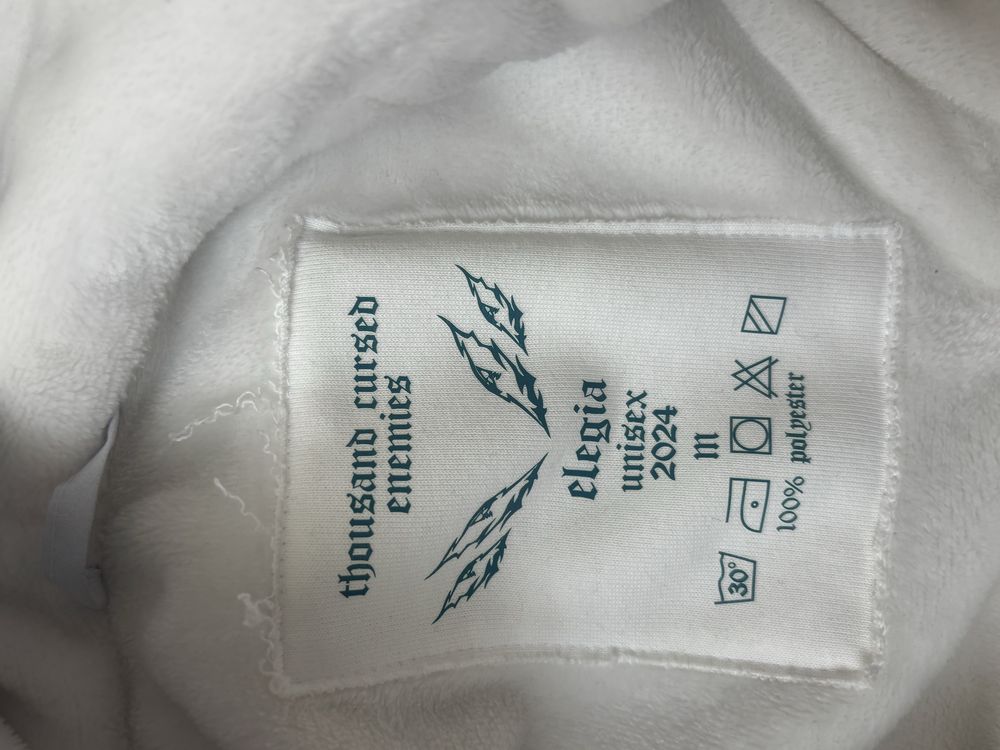 thousand cursed
enemies
elegia
unisex
2024
m
30°
100% polyester